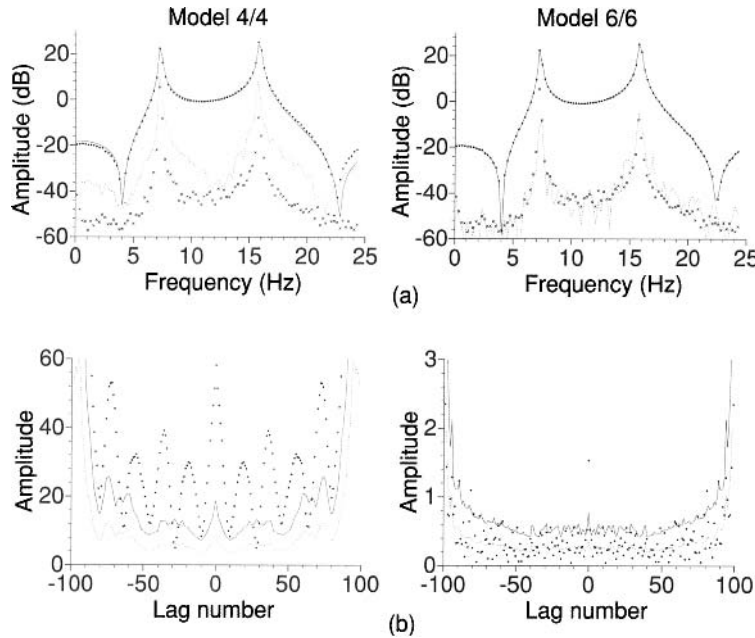 Model 4/4
Model 6/6
Amplitude (dB)
20
0
-20
-40
-60
0 5 10 15 20 25
Frequency (Hz)
Amplitude (dB)
20
0
-20
-40
-60
0 5 10 15 20 25
Frequency (Hz)
(a)
Amplitude
60
40
20
0
-100 -50 0 50 100
Lag number
Amplitude
3
2
1
0
-100 -50 0 50 100
Lag number
(b)